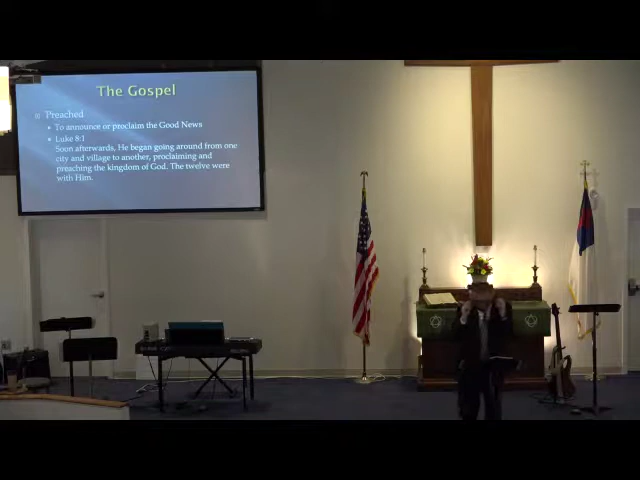 The Gospel
Preached
To announce or proclaim the Good News
Luke 8:1
Soon afterwards, He began going around from one
city and village to another, proclaiming and
preaching the kingdom of God. The twelve were
with Him.